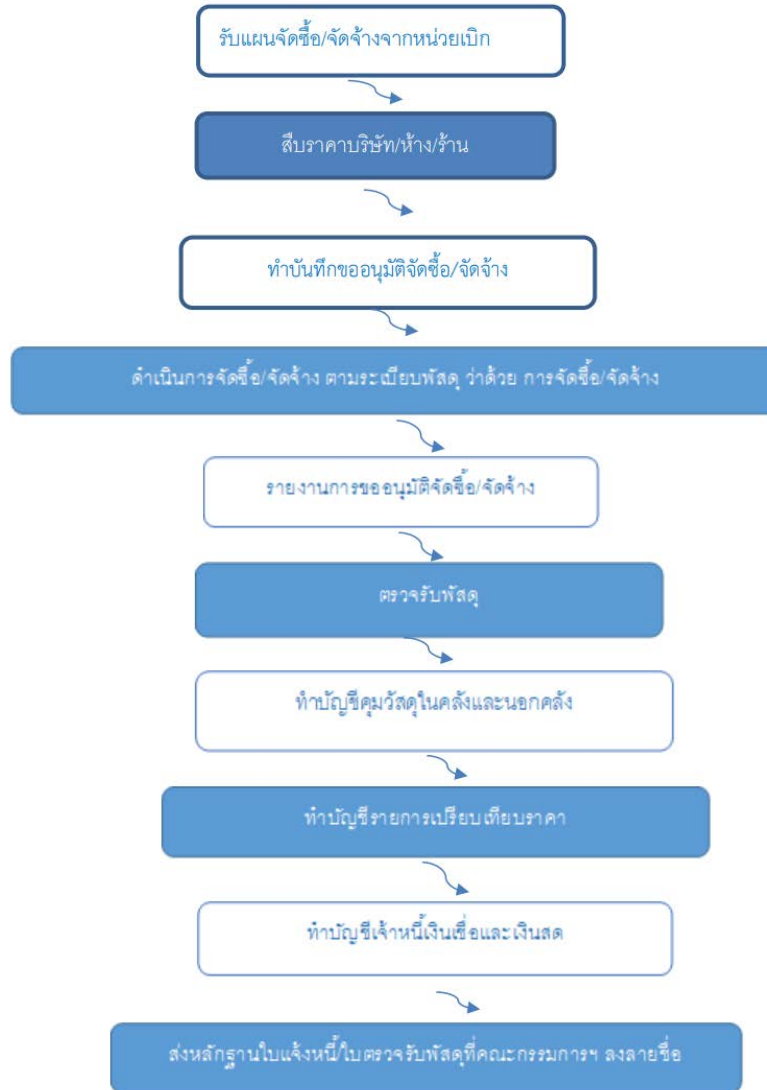 รับแผนจัดซื้อ/จัดจ้างจากหน่วยเบิก
สืบราคาบริษัท/ห้าง/ร้าน
ทำบันทึกขออนุมัติจัดซื้อ/จัดจ้าง
ดำเนินการจัดซื้อ/จัดจ้าง ตามระเบียบพัสดุ ว่าด้วย การจัดซื้อ/จัดจ้าง
รายงานการขออนุมัติจัดซื้อ/จัดจ้าง
ตรวจรับพัสดุ
ทำบัญชีคุมวัสดุในคลังและนอกคลัง
ทำบัญชีรายการเปรียบเทียบราคา
ทำบัญชีเจ้าหนี้เงินเชื่อและเงินสด
ส่งหลักฐานใบแจ้งหนี้/ใบตรวจรับพัสดุที่คณะกรรมการฯ ลงลายชื่อ